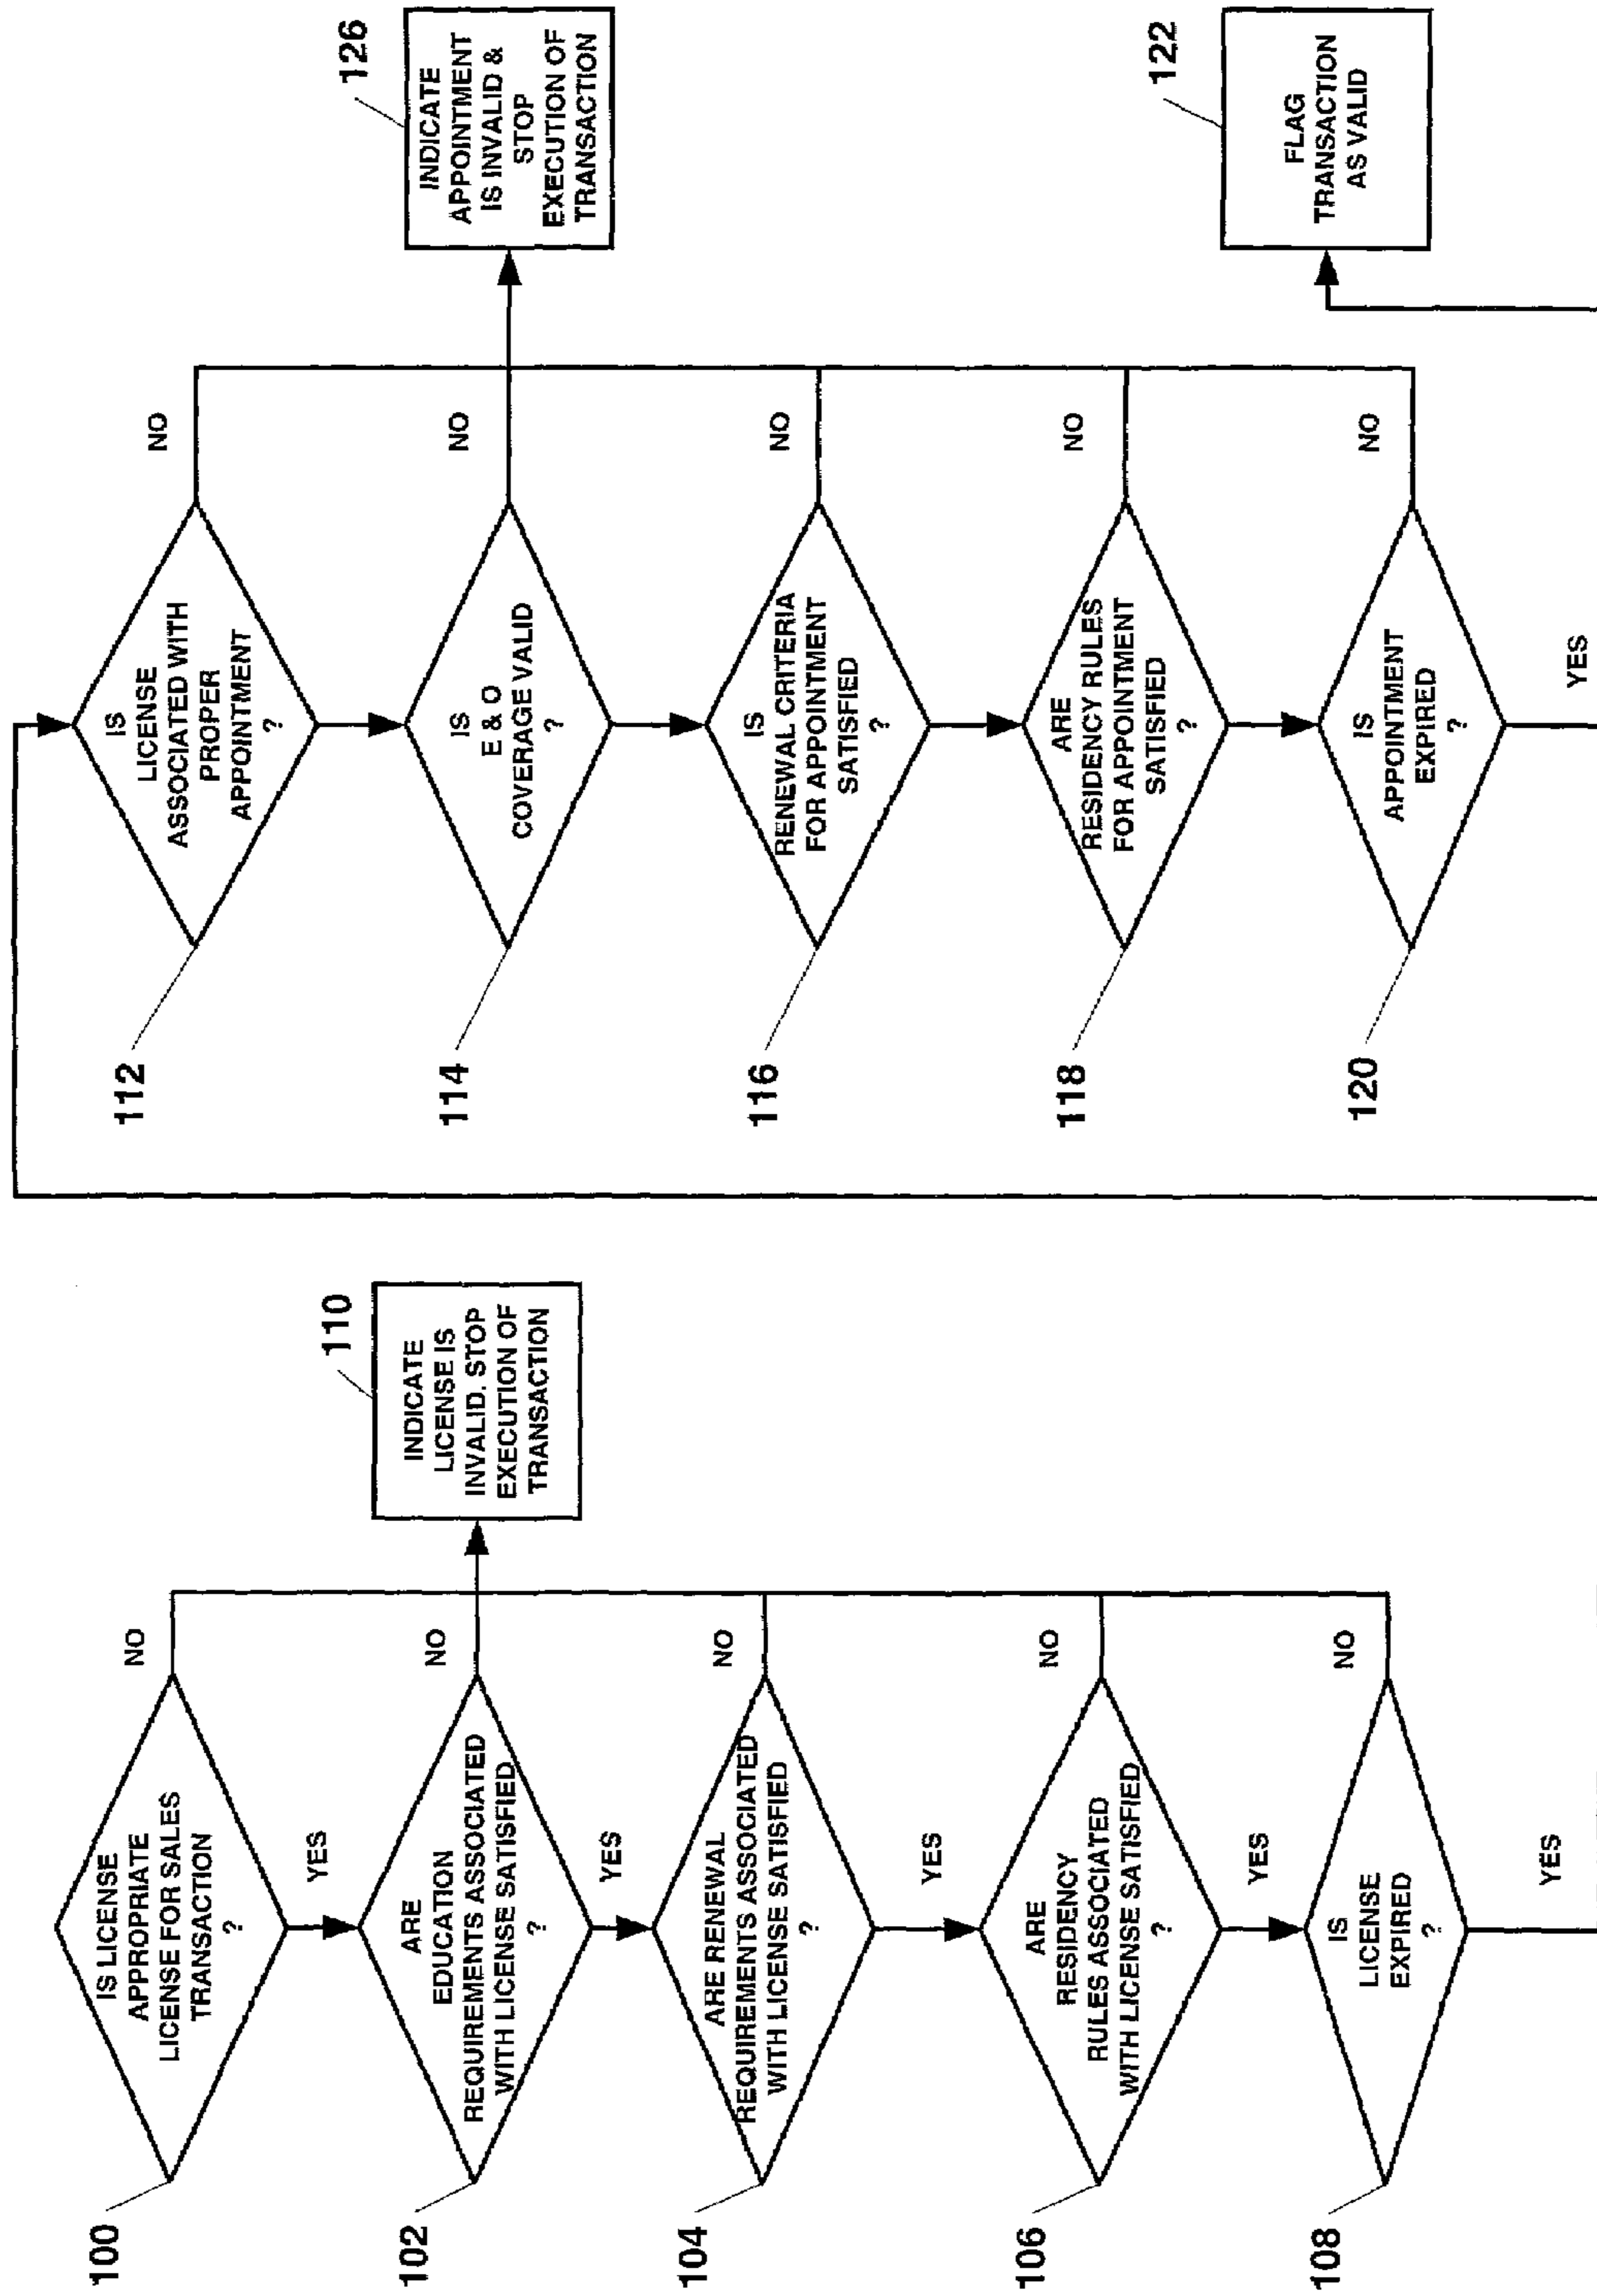 100
IS LICENSE
APPROPRIATE
LICENSE FOR SALES
TRANSACTION
?
NO
YES
102
ARE
EDUCATION
REQUIREMENTS ASSOCIATED
WITH LICENSE SATISFIED
?
NO
YES
110
INDICATE
LICENSE IS
INVALID. STOP
EXECUTION OF
TRANSACTION
104
ARE RENEWAL
REQUIREMENTS ASSOCIATED
WITH LICENSE SATISFIED
?
NO
YES
106
ARE
RESIDENCY
RULES ASSOCIATED
WITH LICENSE SATISFIED
?
NO
YES
108
IS
LICENSE
EXPIRED
?
NO
YES
112
IS
LICENSE
ASSOCIATED WITH
PROPER
APPOINTMENT
?
NO
114
IS
E & O
COVERAGE VALID
?
NO
126
INDICATE
APPOINTMENT
IS INVALID &
STOP
EXECUTION OF
TRANSACTION
116
IS
RENEWAL CRITERIA
FOR APPOINTMENT
SATISFIED
?
NO
118
ARE
RESIDENCY RULES
FOR APPOINTMENT
SATISFIED
?
NO
120
IS
APPOINTMENT
EXPIRED
?
NO
YES
122
FLAG
TRANSACTION
AS VALID